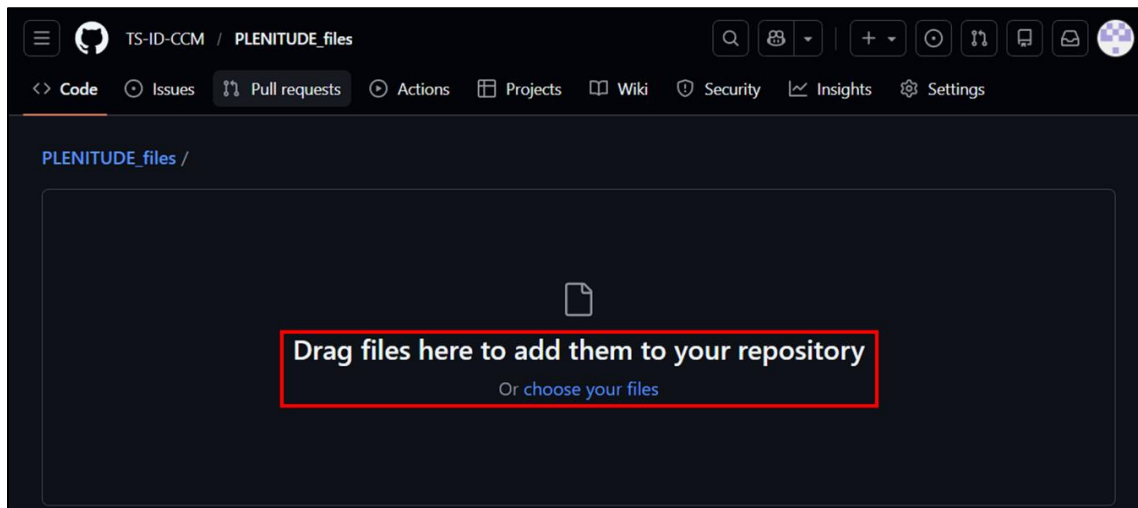 TS-ID-CCM / PLENITUDE_files
Code Issues Pull requests Actions Projects Wiki Security Insights Settings
PLENITUDE_files /
Drag files here to add them to your repository
Or choose your files